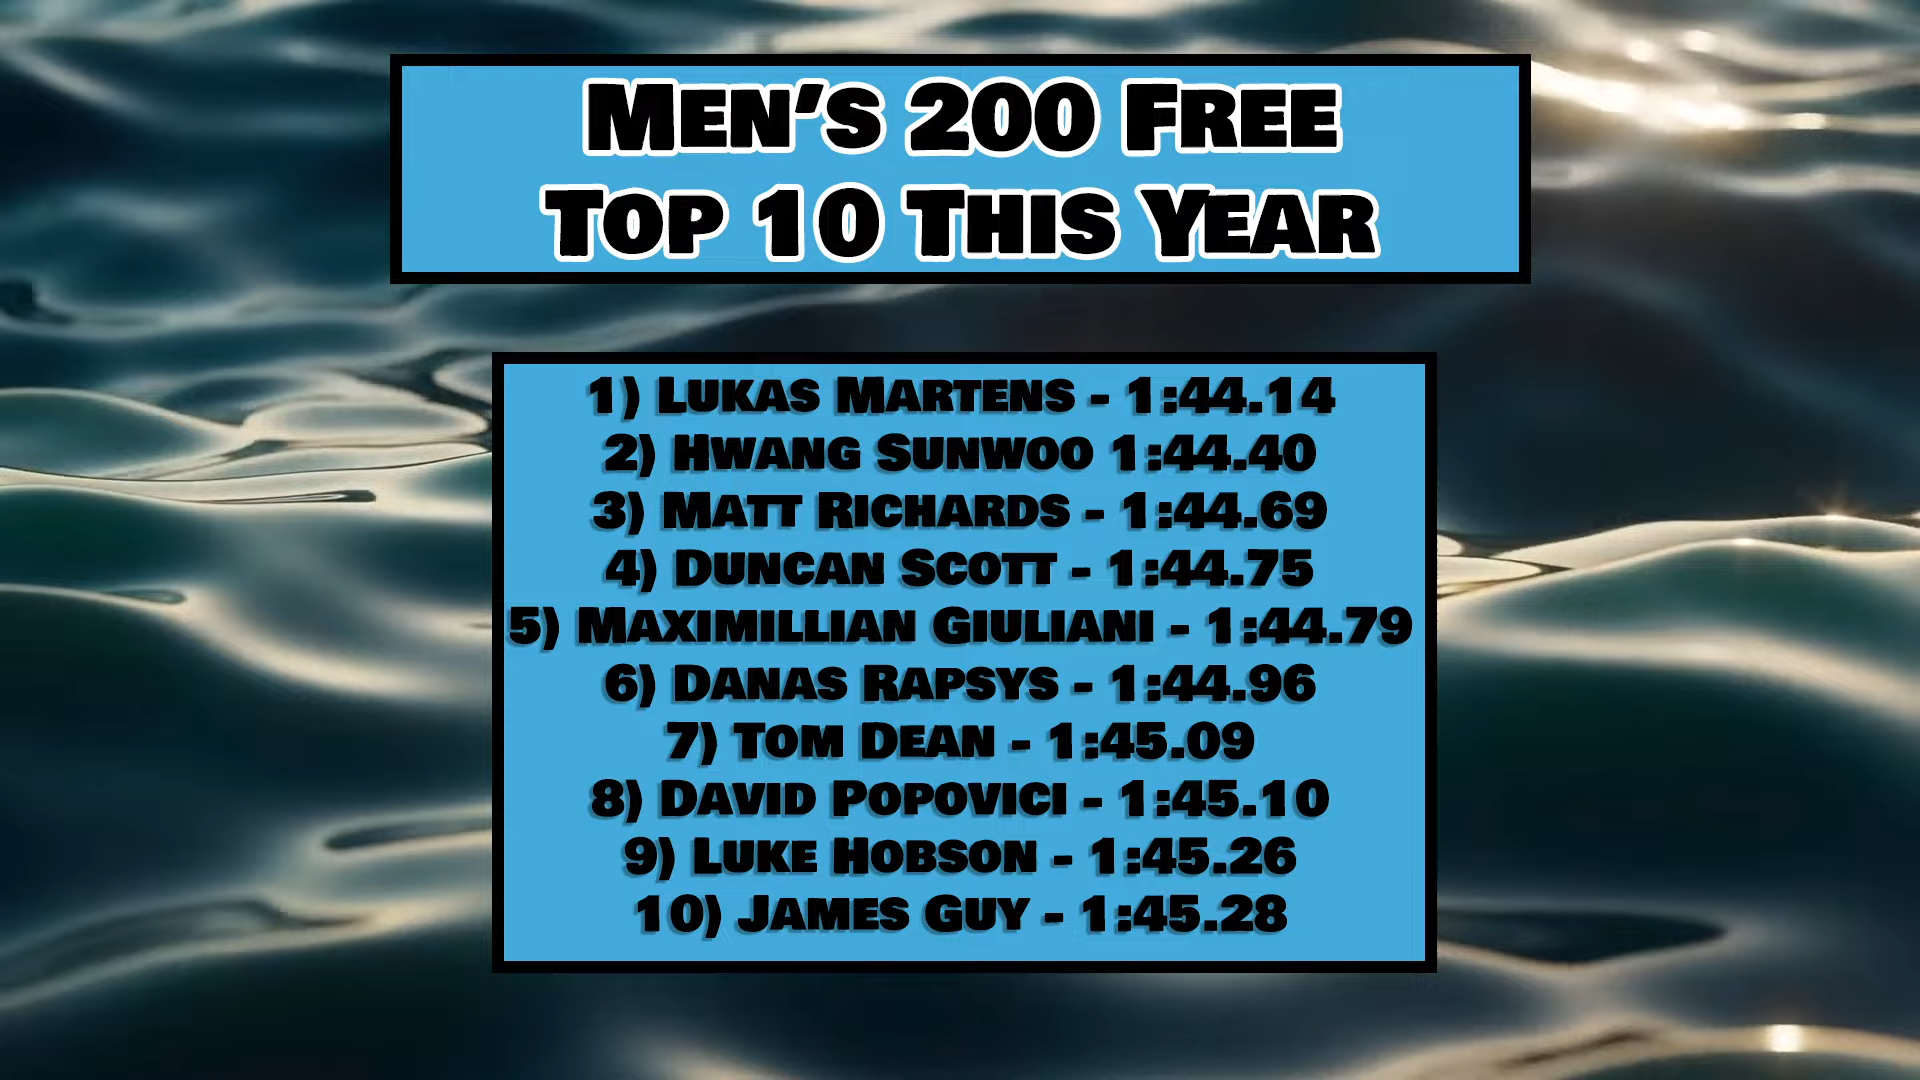 Men's 200 Free
Top 10 This Year
1) Lukas Martens - 1:44.14
2) Hwang Sunwoo 1:44.40
3) Matt Richards - 1:44.69
4) Duncan Scott - 1:44.75
5) Maximillian Giuliani - 1:44.79
6) Danas Rapsys - 1:44.96
7) Tom Dean - 1:45.09
8) David Popovici - 1:45.10
9) Luke Hobson - 1:45.26
10) James Guy - 1:45.28